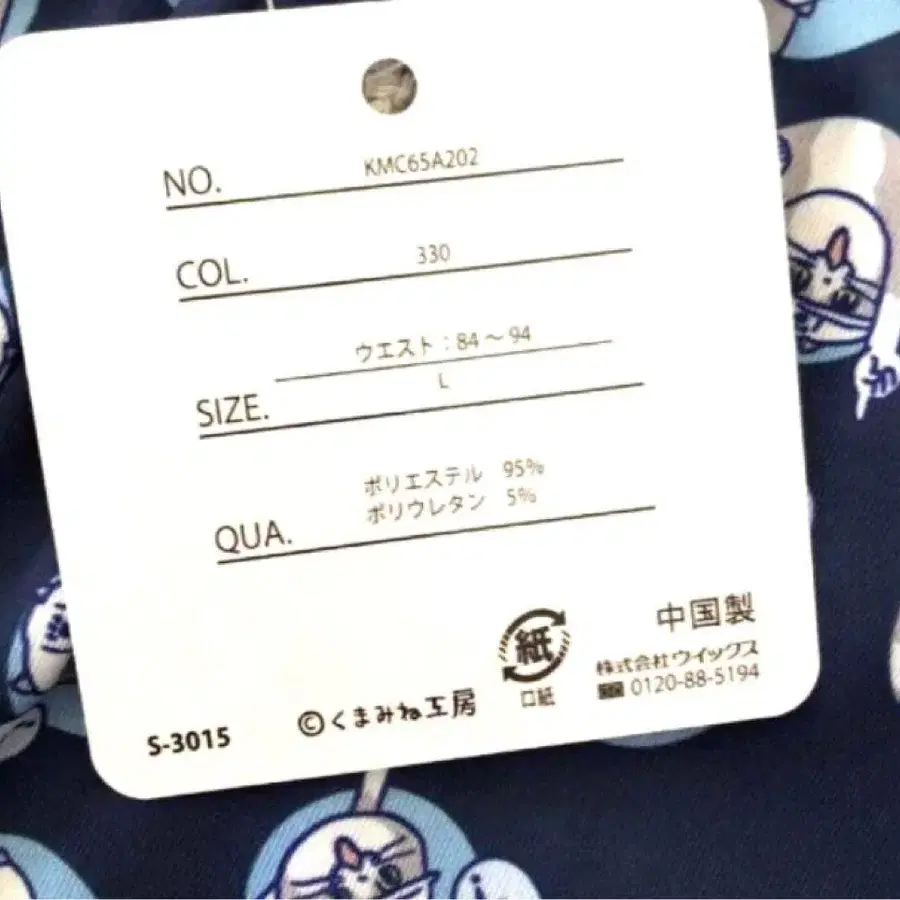 NO. KMC65A202
COL. 330
ウエスト：84～94
SIZE. L
ポリエステル 95%
QUA. ポリウレタン 5%
紙
口紙
中国製
株式会社ウイックス
0120-88-5194
©くまみね工房
S-3015